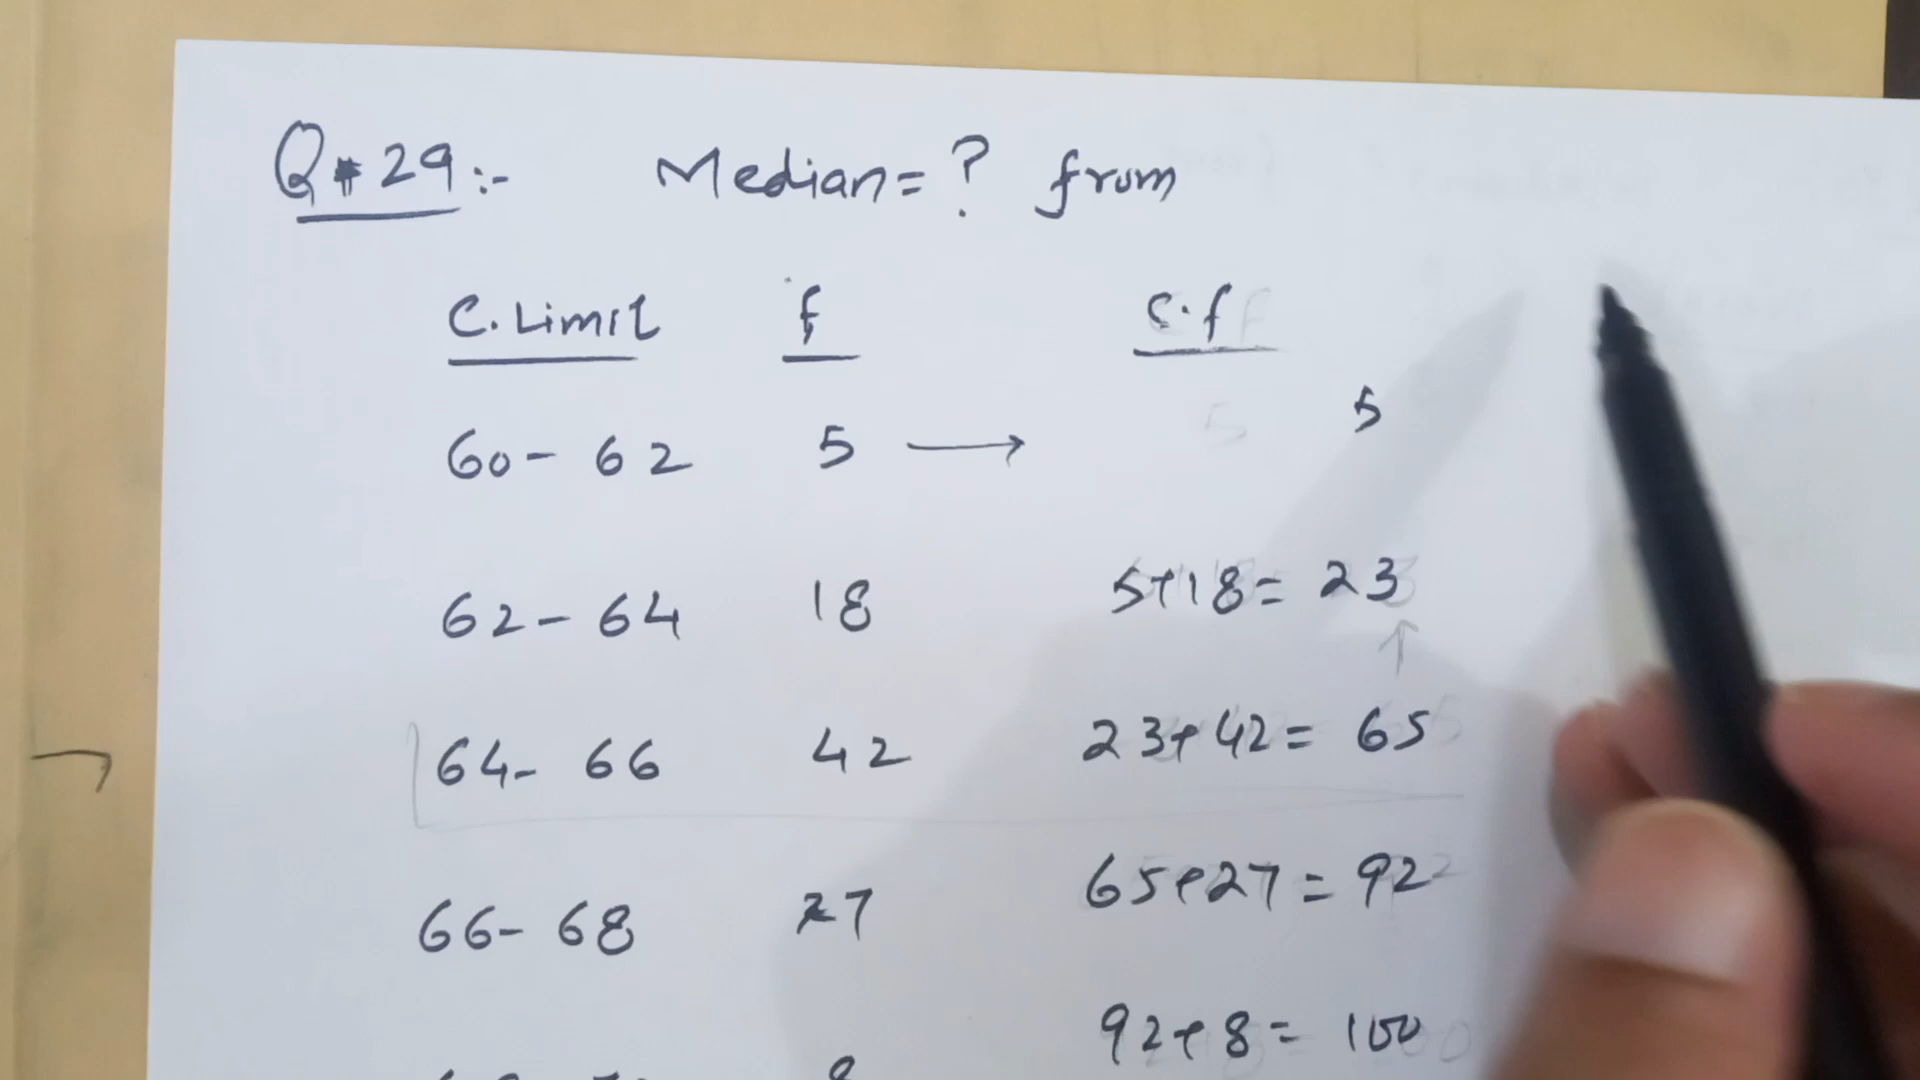 Q#29:- Median=? from
C.Limit f C.f
60-62 5 → 5
62-64 18 5+18= 23
↑
64-66 42 23+42= 65
66-68 27 65+27=92
8 92+8= 100